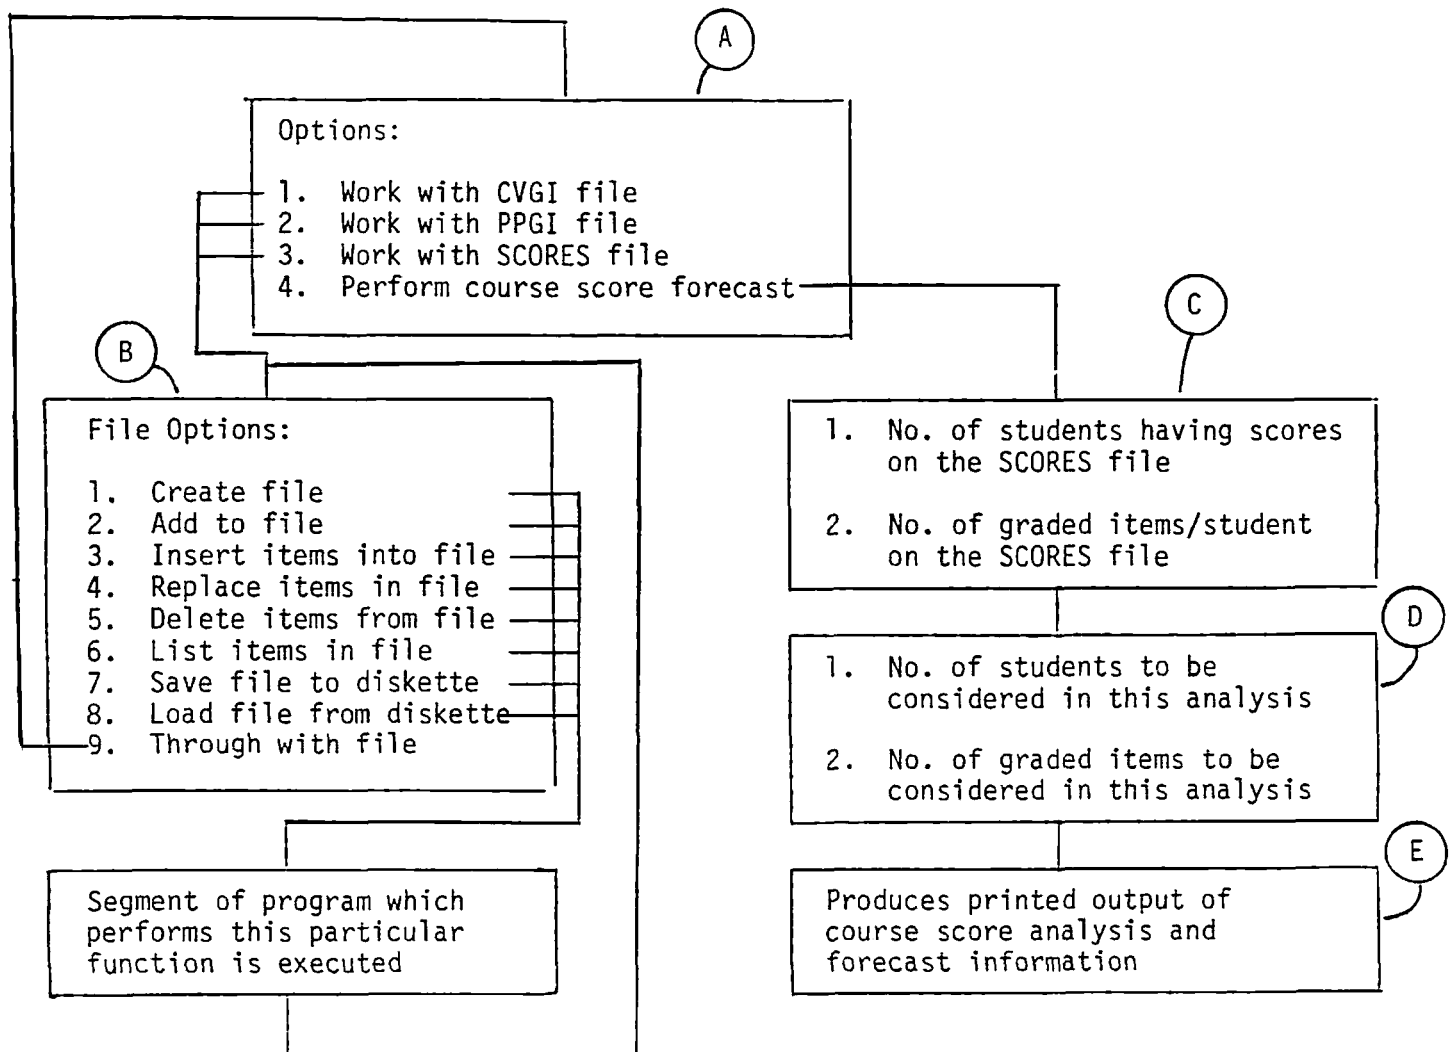 A
Options:
1. Work with CVGI file
2. Work with PPGI file
3. Work with SCORES file
4. Perform course score forecast
B
File Options:
1. Create file
2. Add to file
3. Insert items into file
4. Replace items in file
5. Delete items from file
6. List items in file
7. Save file to diskette
8. Load file from diskette
9. Through with file
Segment of program which
performs this particular
function is executed
C
1. No. of students having scores
on the SCORES file
2. No. of graded items/student
on the SCORES file
D
1. No. of students to be
considered in this analysis
2. No. of graded items to be
considered in this analysis
E
Produces printed output of
course score analysis and
forecast information